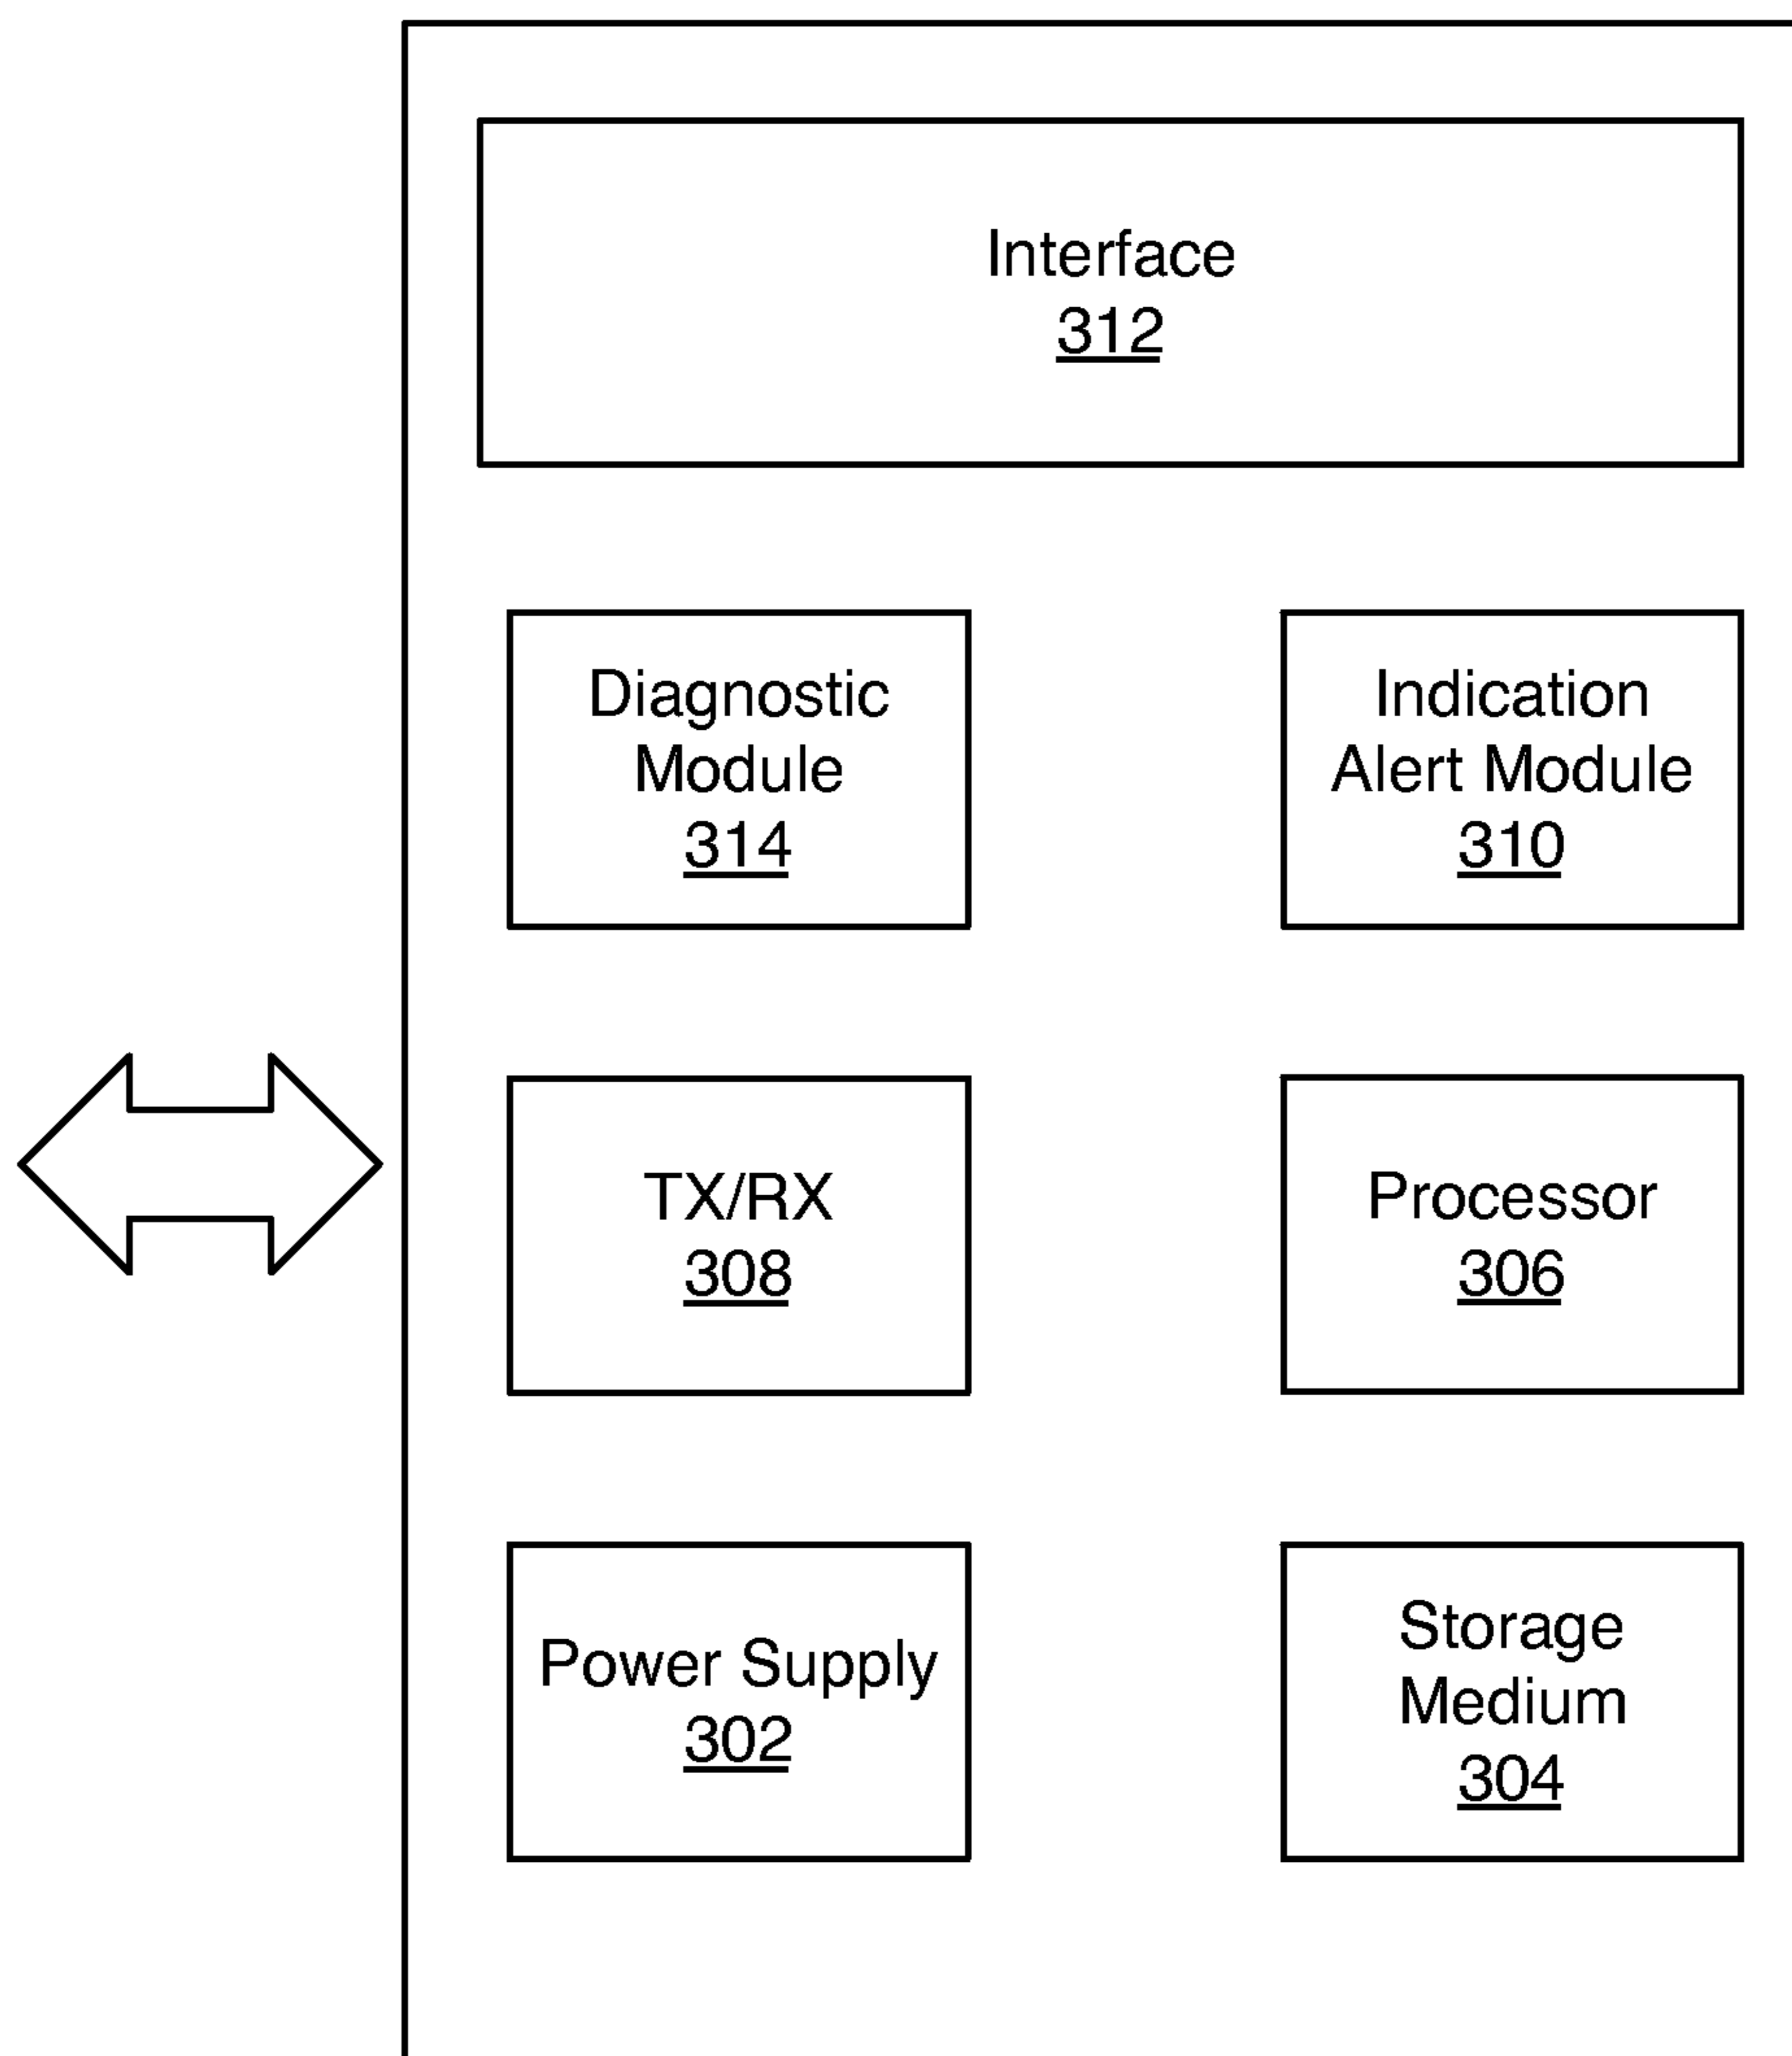 Interface
312
Diagnostic
Module
314
Indication
Alert Module
310
TX/RX
308
Processor
306
Power Supply
302
Storage
Medium
304